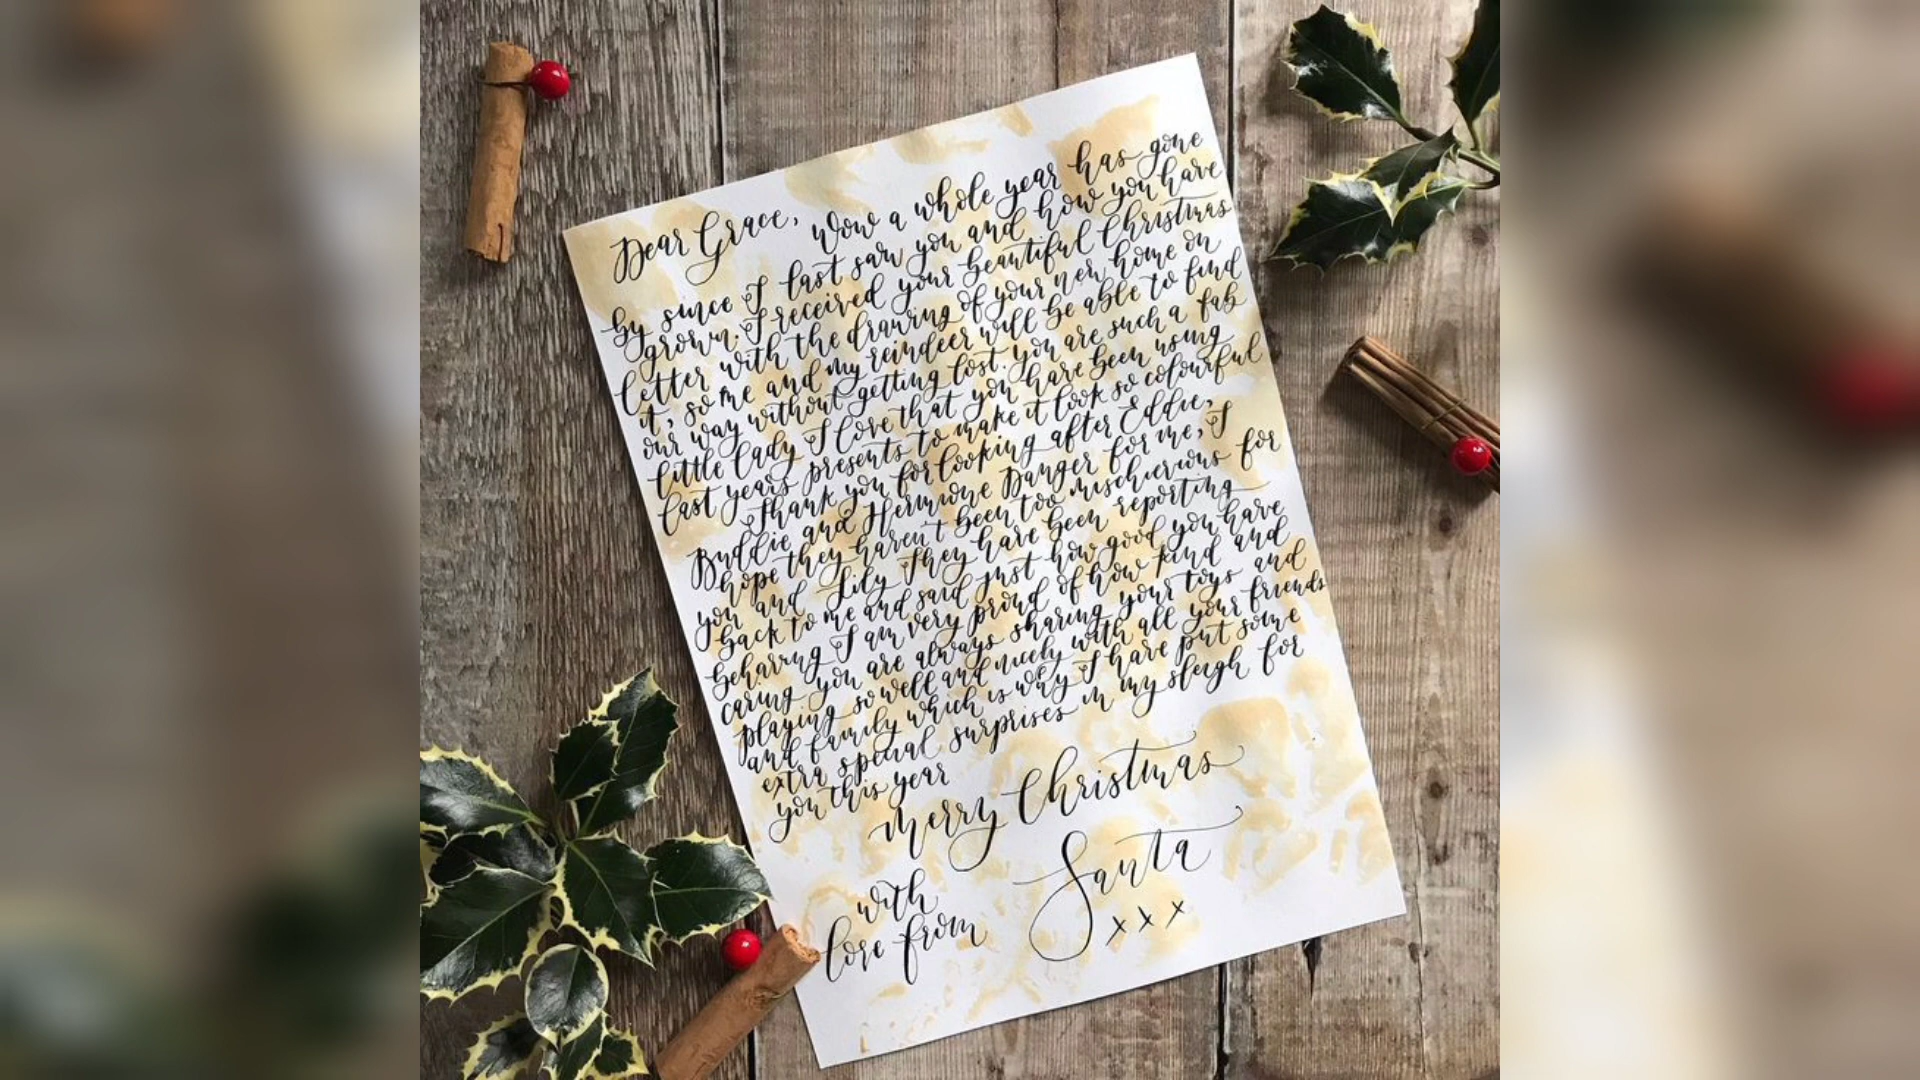 Dear Grace, wow a whole year has gone
by since I last saw you and how you have
grown. I received your beautiful Christmas
letter with the drawing of your new home on
it, so me and my reindeer will be able to find
our way without getting lost. you are such a fab
little lady I love that you have been using
last years presents to make it look so colourful
Thank you for looking after Eddie,
Buddie and Hermione Danger for me, I
hope they haven't been too mischievious for
you and Lily They have been reporting
back to me and said just how good you have
behaving I am very proud of how kind and
caring you are always sharing your toys and
playing so well and nicely with all your friends
and family which is why I have put some
extra special surprises in my sleigh for
you this year
Merry Christmas
with
love from
Santa
xxx